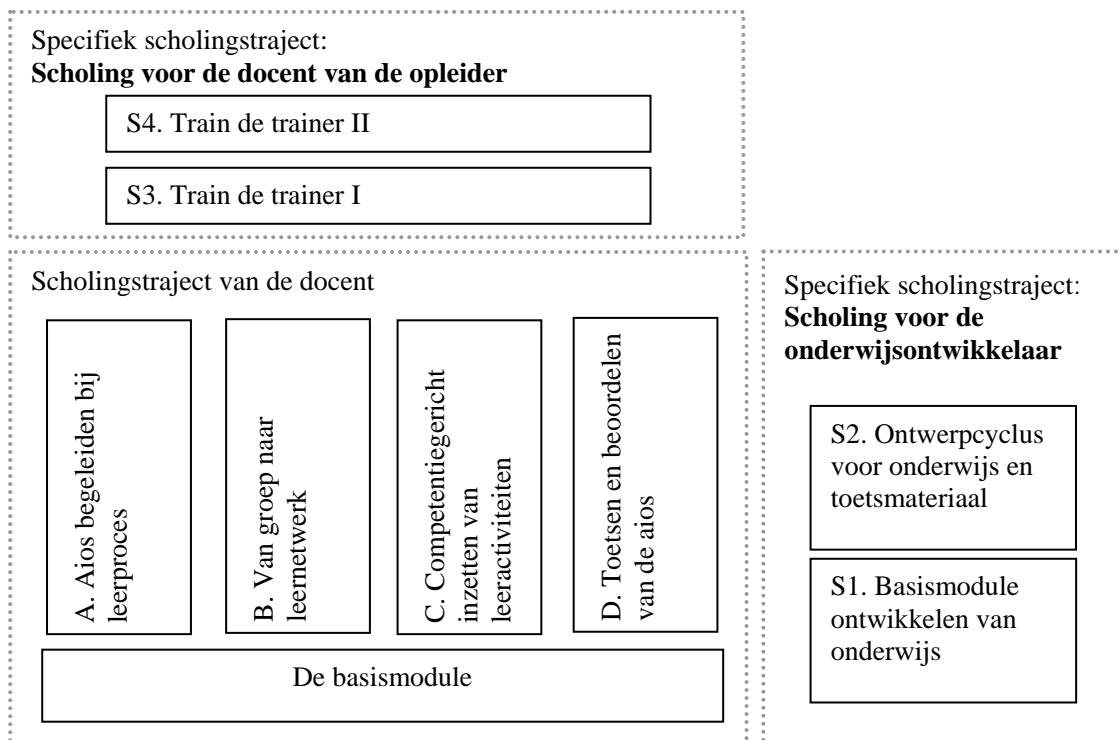 Specifiek scholingstraject:
Scholing voor de docent van de opleider
S4. Train de trainer II
S3. Train de trainer I
Scholingstraject van de docent
A. Aios begeleiden bij
leerproces
B. Van groep naar
leernetwerk
C. Competentiegericht
inzetten van
leeractiviteiten
D. Toetsen en beoordelen
van de aios
De basismodule
Specifiek scholingstraject:
Scholing voor de
onderwijsontwikkelaar
S2. Ontwerpcyclus
voor onderwijs en
toetsmateriaal
S1. Basismodule
ontwikkelen van
onderwijs